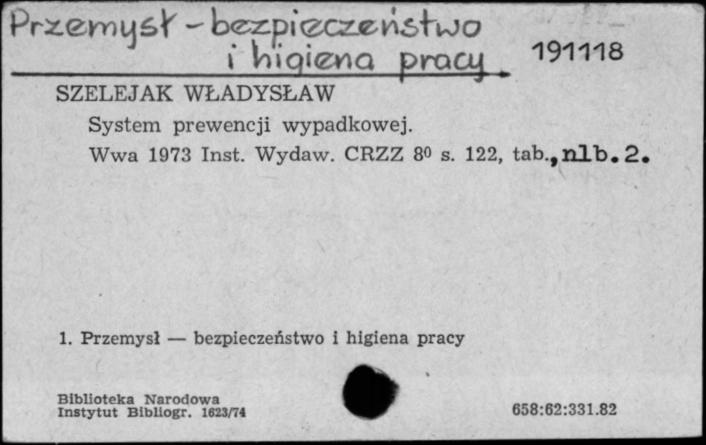 Przemysł – bezpieczeństwo
i higiena pracy
191118
SZELEJAK WŁADYSŁAW
System prewencji wypadkowej.
Wwa 1973 Inst. Wydaw. CRZZ 8⁰ s. 122, tab., nlb. 2.
1. Przemysł — bezpieczeństwo i higiena pracy
Biblioteka Narodowa
Instytut Bibliogr. 1623/74
658:62:331.82